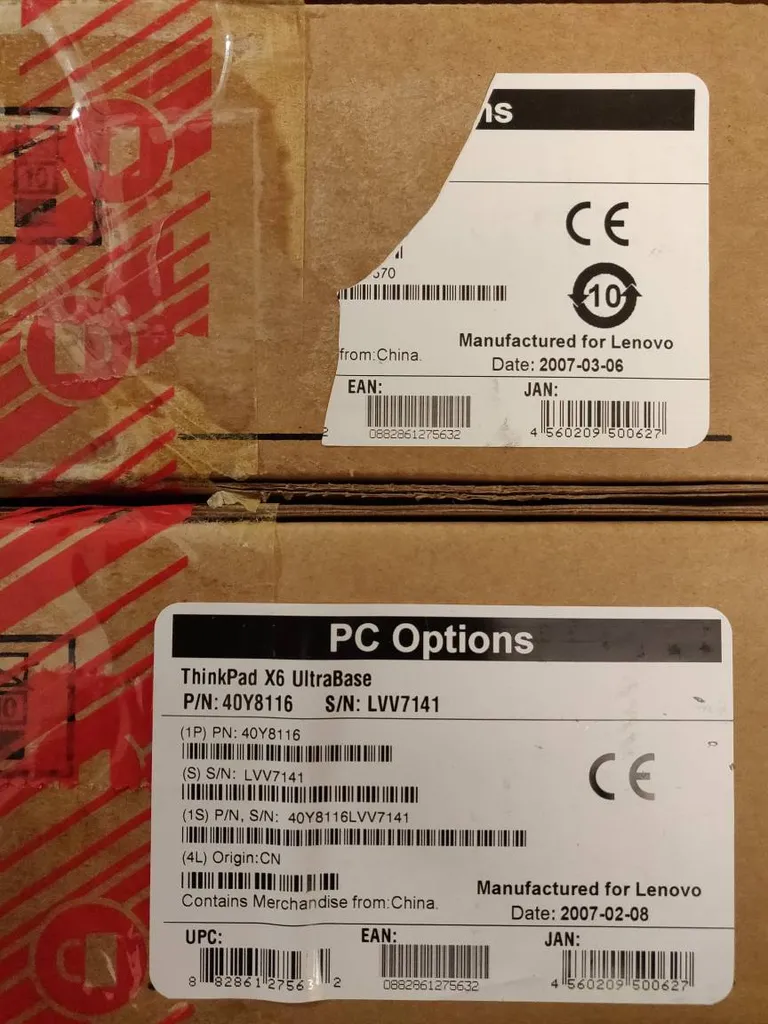 ns
570
CE
10
Manufactured for Lenovo
from:China.
Date: 2007-03-06
EAN:
JAN:
2
0882861275632
4 560209 500627
10
PC Options
ThinkPad X6 UltraBase
P/N: 40Y8116 S/N: LVV7141
(1P) PN: 40Y8116
(S) S/N: LVV7141
CE
(1S) P/N, S/N: 40Y8116LVV7141
(4L) Origin:CN
Manufactured for Lenovo
Contains Merchandise from:China.
Date: 2007-02-08
UPC:
EAN:
JAN:
8 82861 27563 2
0882861275632
4 560209 500627